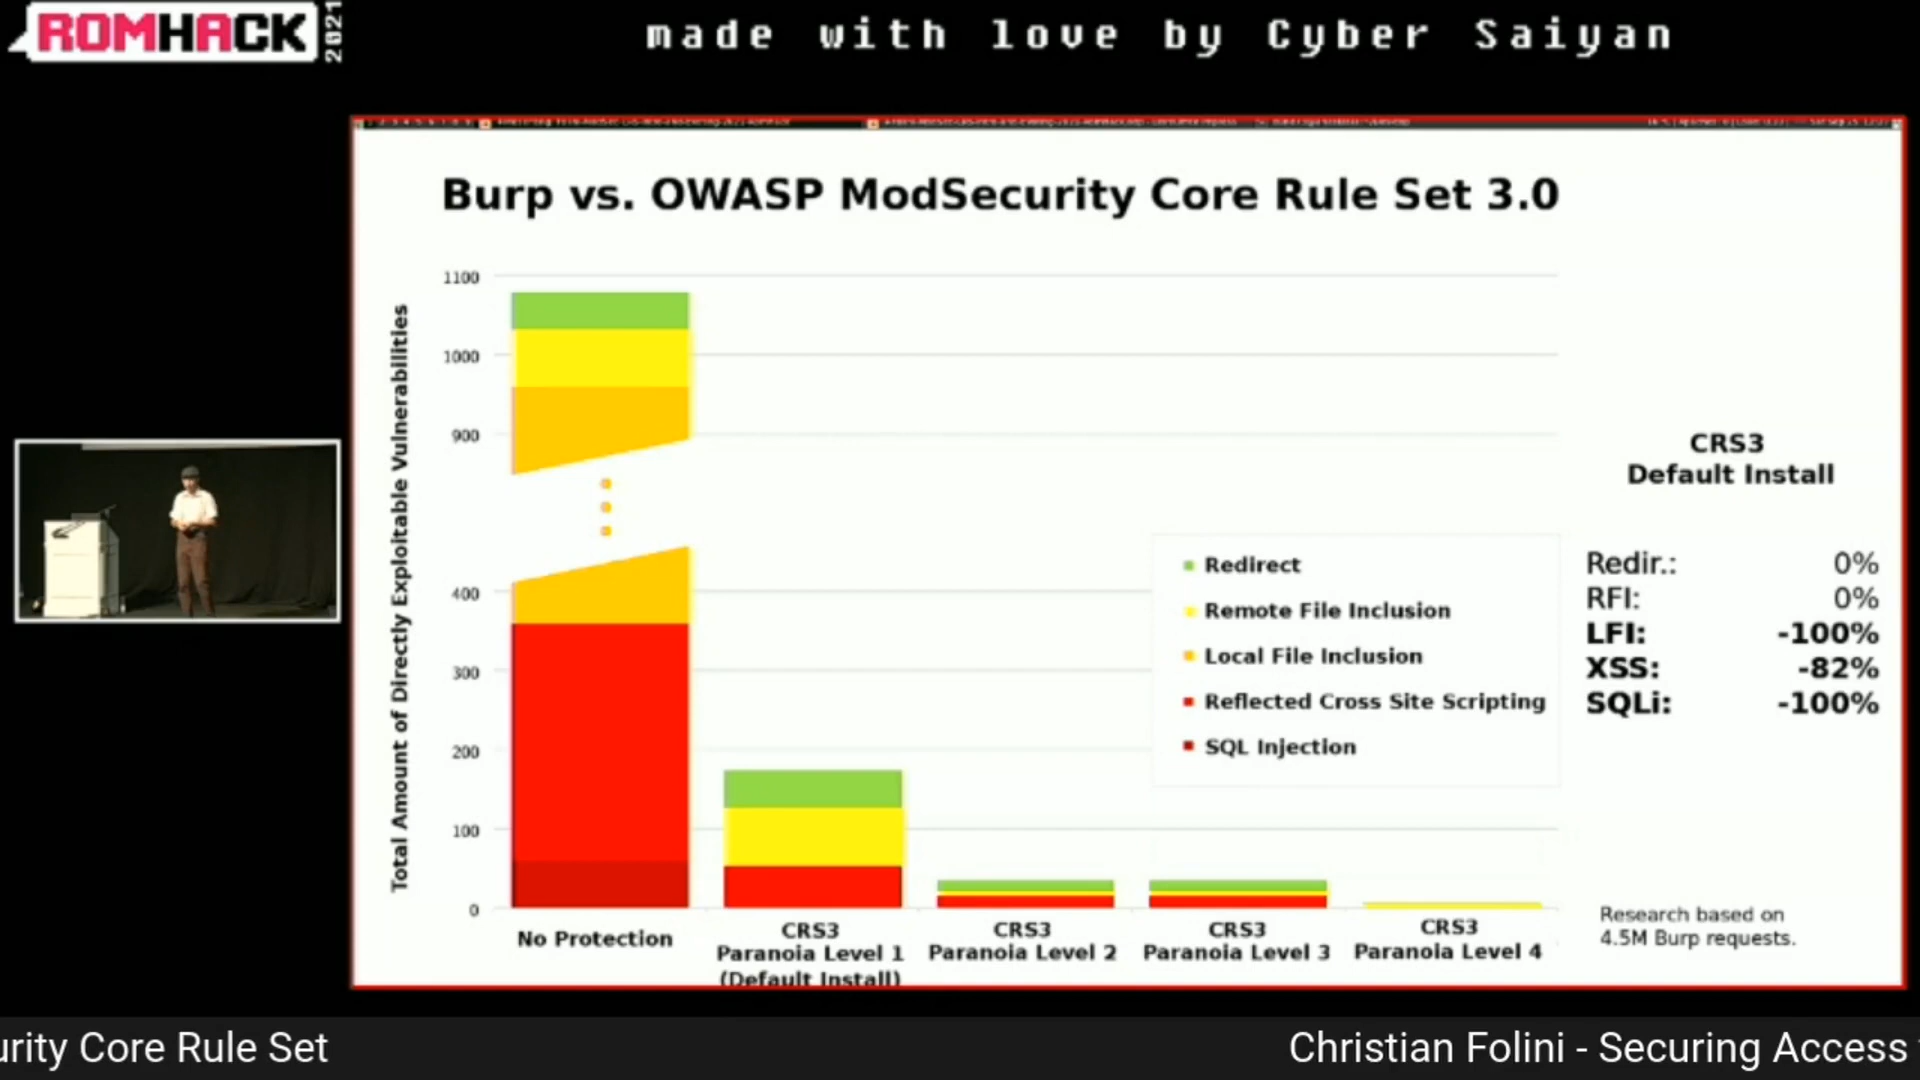 ROMHACK 2021
made with love by Cyber Saiyan
Burp vs. OWASP ModSecurity Core Rule Set 3.0
Total Amount of Directly Exploitable Vulnerabilities
1100
1000
900
400
300
200
100
0
No Protection
CRS3
Paranoia Level 1
(Default Install)
CRS3
Paranoia Level 2
CRS3
Paranoia Level 3
CRS3
Paranoia Level 4
Redirect
Remote File Inclusion
Local File Inclusion
Reflected Cross Site Scripting
SQL Injection
CRS3
Default Install
Redir.: 0%
RFI: 0%
LFI: -100%
XSS: -82%
SQLi: -100%
Research based on
4.5M Burp requests.
urity Core Rule Set
Christian Folini - Securing Access